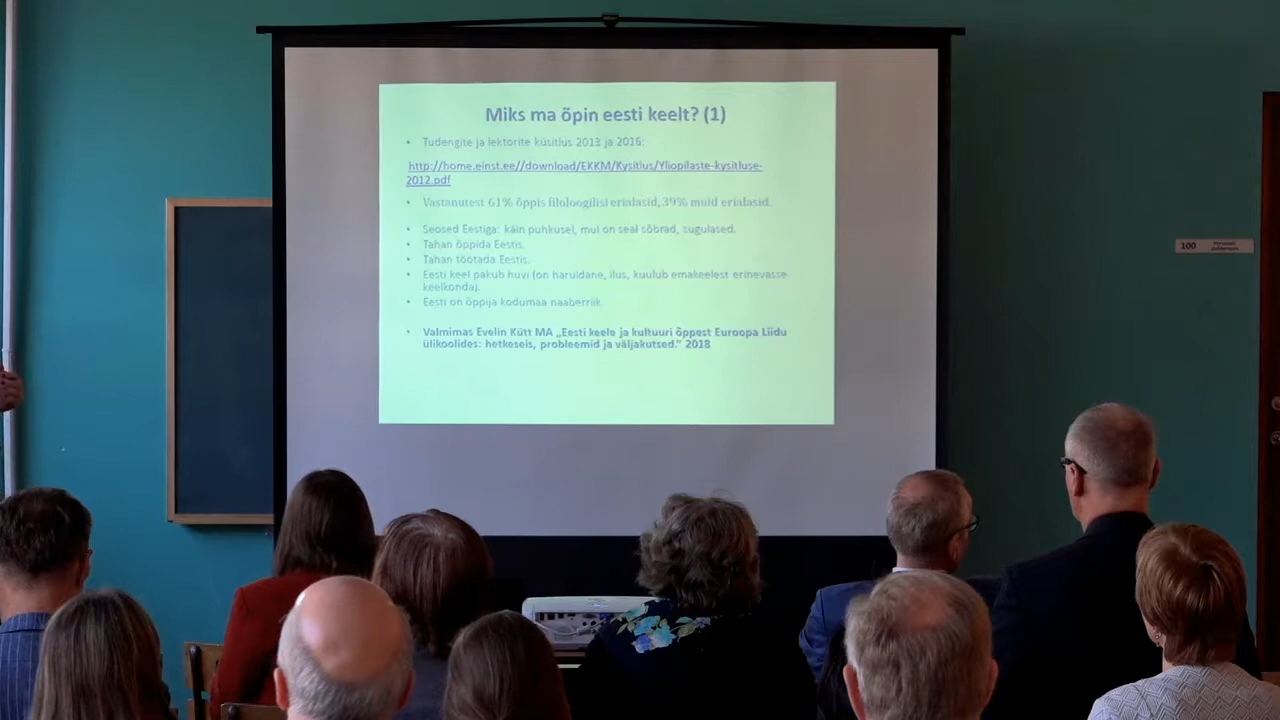 Miks ma õpin eesti keelt? (1)
• Tudengite ja lektorite küsitlus 2013 ja 2016:
http://home.einst.ee//download/EKKM/Kysitlus/Yliopilaste-kysitluse-
2012.pdf
• Vastanutest 61% õppis filoloogilisi erialasid, 39% muid erialasid.
• Seosed Eestiga: käin puhkusel, mul on seal sõbrad, sugulased.
• Tahan õppida Eestis.
• Tahan töötada Eestis.
• Eesti keel pakub huvi (on haruldane, ilus, kuulub emakeelest erinevasse
keelkonda).
• Eesti on õppija kodumaa naaberriik.
• Valmimas Evelin Kütt MA „Eesti keele ja kultuuri õppest Euroopa Liidu
ülikoolides: hetkeseis, probleemid ja väljakutsed.” 2018
100